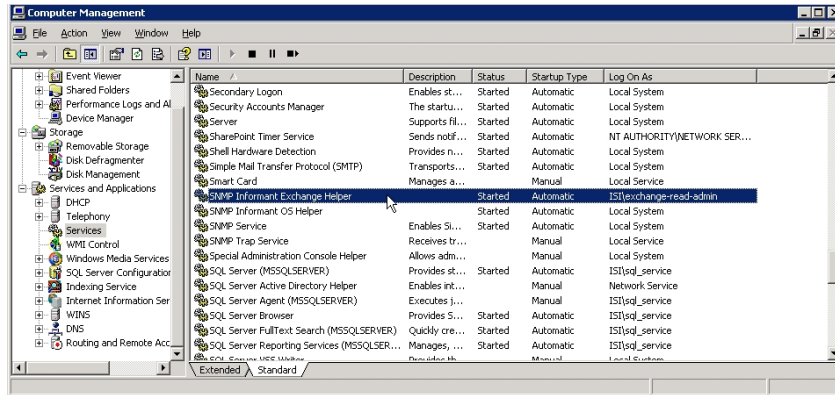 Computer Management
File Action View Window Help
Name Description Status Startup Type Log On As
Event Viewer
Shared Folders
Performance Logs and Al
Device Manager
Storage
Removable Storage
Disk Defragmenter
Disk Management
Services and Applications
DHCP
Telephony
Services
WMI Control
Windows Media Services
SQL Server Configuration
Indexing Service
Internet Information Ser
WINS
DNS
Routing and Remote Acc
Secondary Logon Enables st... Started Automatic Local System
Security Accounts Manager The startu... Started Automatic Local System
Server Supports fil... Started Automatic Local System
SharePoint Timer Service Sends notif... Started Automatic NT AUTHORITY\NETWORK SER...
Shell Hardware Detection Provides n... Started Automatic Local System
Simple Mail Transfer Protocol (SMTP) Transports... Started Automatic Local System
Smart Card Manages a... Manual Local Service
SNMP Informant Exchange Helper Started Automatic ISI\exchange-read-admin
SNMP Informant OS Helper Started Automatic Local System
SNMP Service Enables Si... Started Automatic Local System
SNMP Trap Service Receives tr... Manual Local Service
Special Administration Console Helper Allows adm... Manual Local System
SQL Server (MSSQLSERVER) Provides st... Started Automatic ISI\sql_service
SQL Server Active Directory Helper Enables int... Manual Network Service
SQL Server Agent (MSSQLSERVER) Executes j... Manual ISI\sql_service
SQL Server Browser Provides S... Started Automatic ISI\sql_service
SQL Server FullText Search (MSSQLSERVER) Quickly cre... Started Automatic ISI\sql_service
SQL Server Reporting Services (MSSQLSER... Manages, ... Started Automatic ISI\sql_service
SQL Server VSS Writer Provides th... Manual Local System
Extended Standard